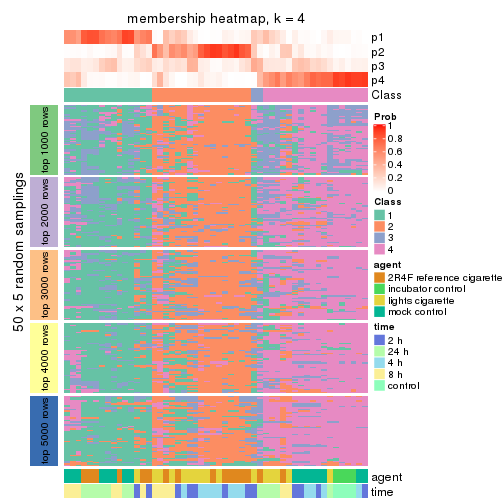 membership heatmap, k = 4
p1
p2
p3
p4
Class
50 x 5 random samplings
top 1000 rows
top 2000 rows
top 3000 rows
top 4000 rows
top 5000 rows
Prob
1
0.8
0.6
0.4
0.2
0
Class
1
2
3
4
agent
2R4F reference cigarette
incubator control
lights cigarette
mock control
time
2 h
24 h
4 h
8 h
control
agent
time